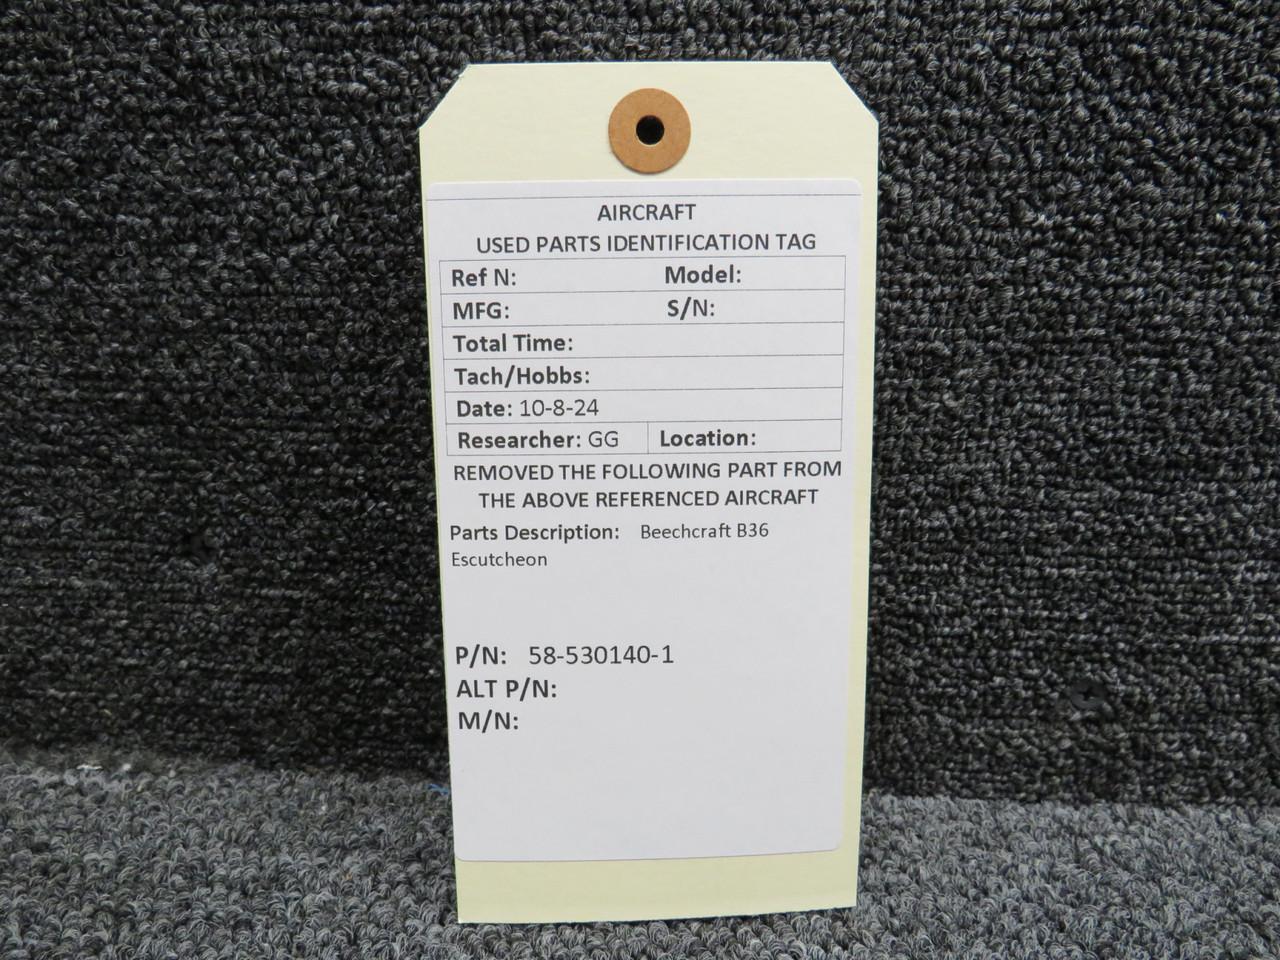 AIRCRAFT
USED PARTS IDENTIFICATION TAG
Ref N: Model:
MFG: S/N:
Total Time:
Tach/Hobbs:
Date: 10-8-24
Researcher: GG Location:
REMOVED THE FOLLOWING PART FROM
THE ABOVE REFERENCED AIRCRAFT
Parts Description: Beechcraft B36
Escutcheon
P/N: 58-530140-1
ALT P/N:
M/N: